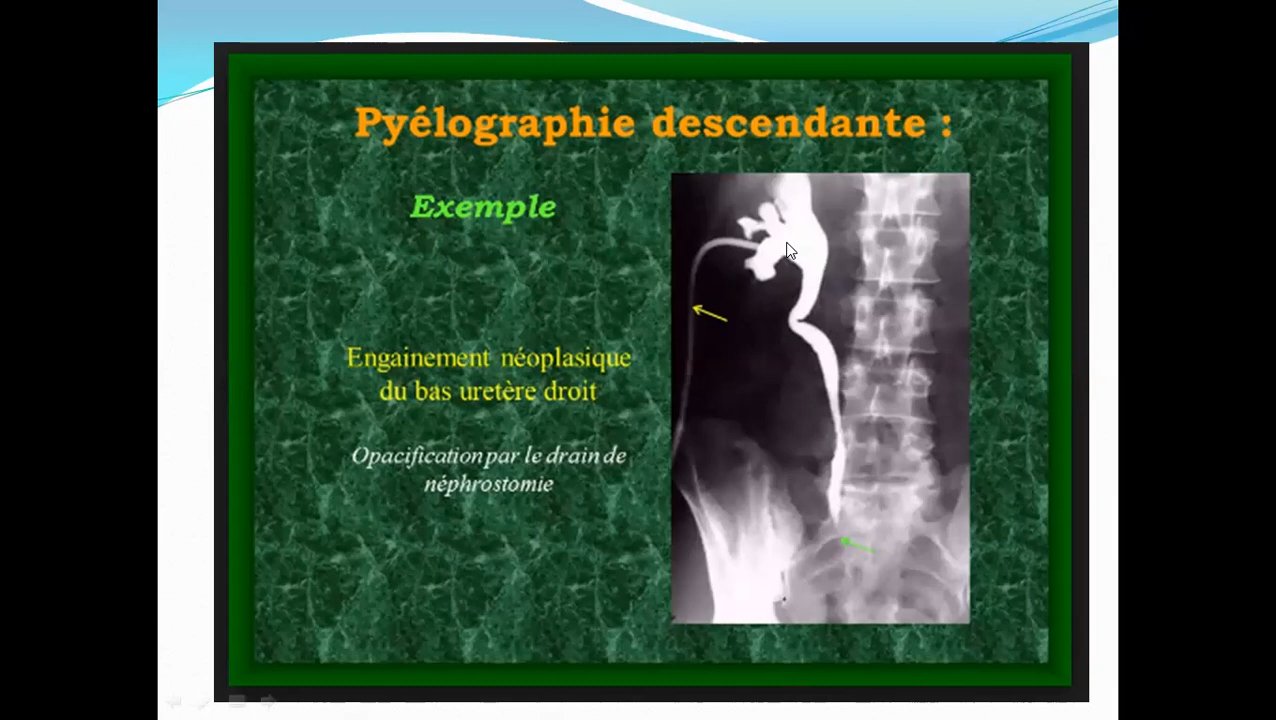 Pyélographie descendante :
Exemple
Engainement néoplasique
du bas uretère droit
Opacification par le drain de
néphrostomie